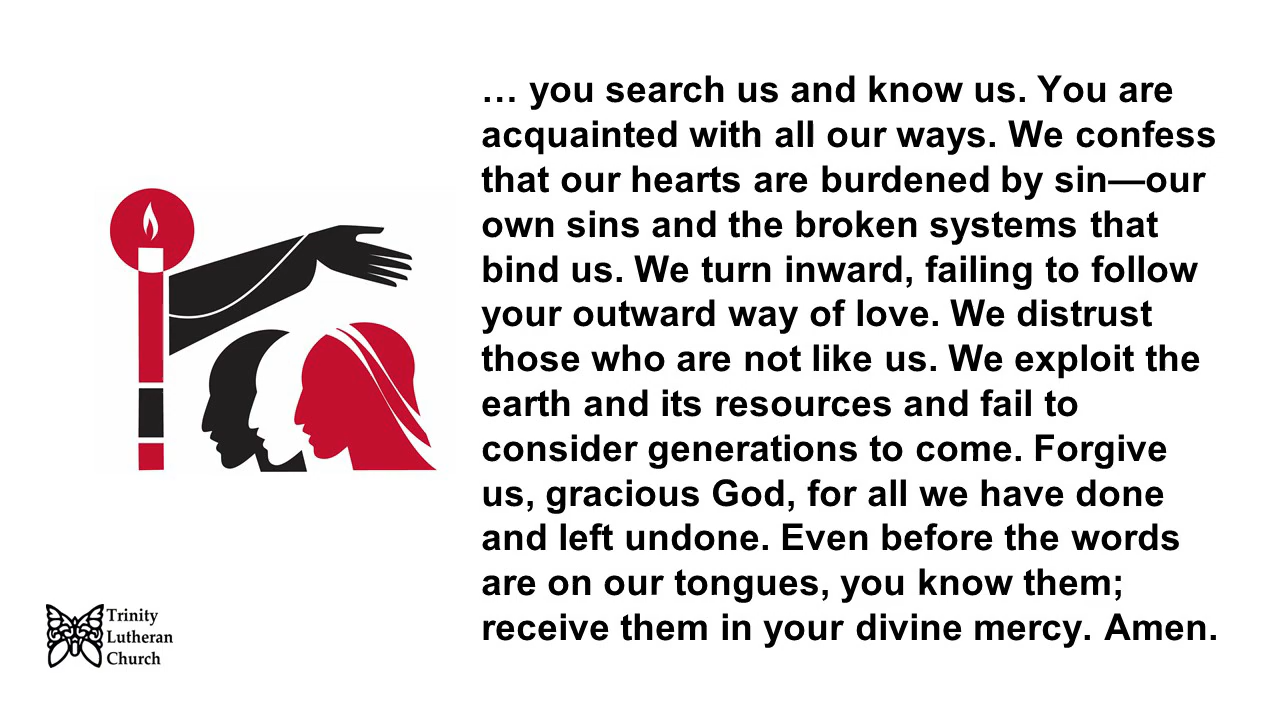 … you search us and know us. You are
acquainted with all our ways. We confess
that our hearts are burdened by sin—our
own sins and the broken systems that
bind us. We turn inward, failing to follow
your outward way of love. We distrust
those who are not like us. We exploit the
earth and its resources and fail to
consider generations to come. Forgive
us, gracious God, for all we have done
and left undone. Even before the words
are on our tongues, you know them;
receive them in your divine mercy. Amen.
Trinity
Lutheran
Church